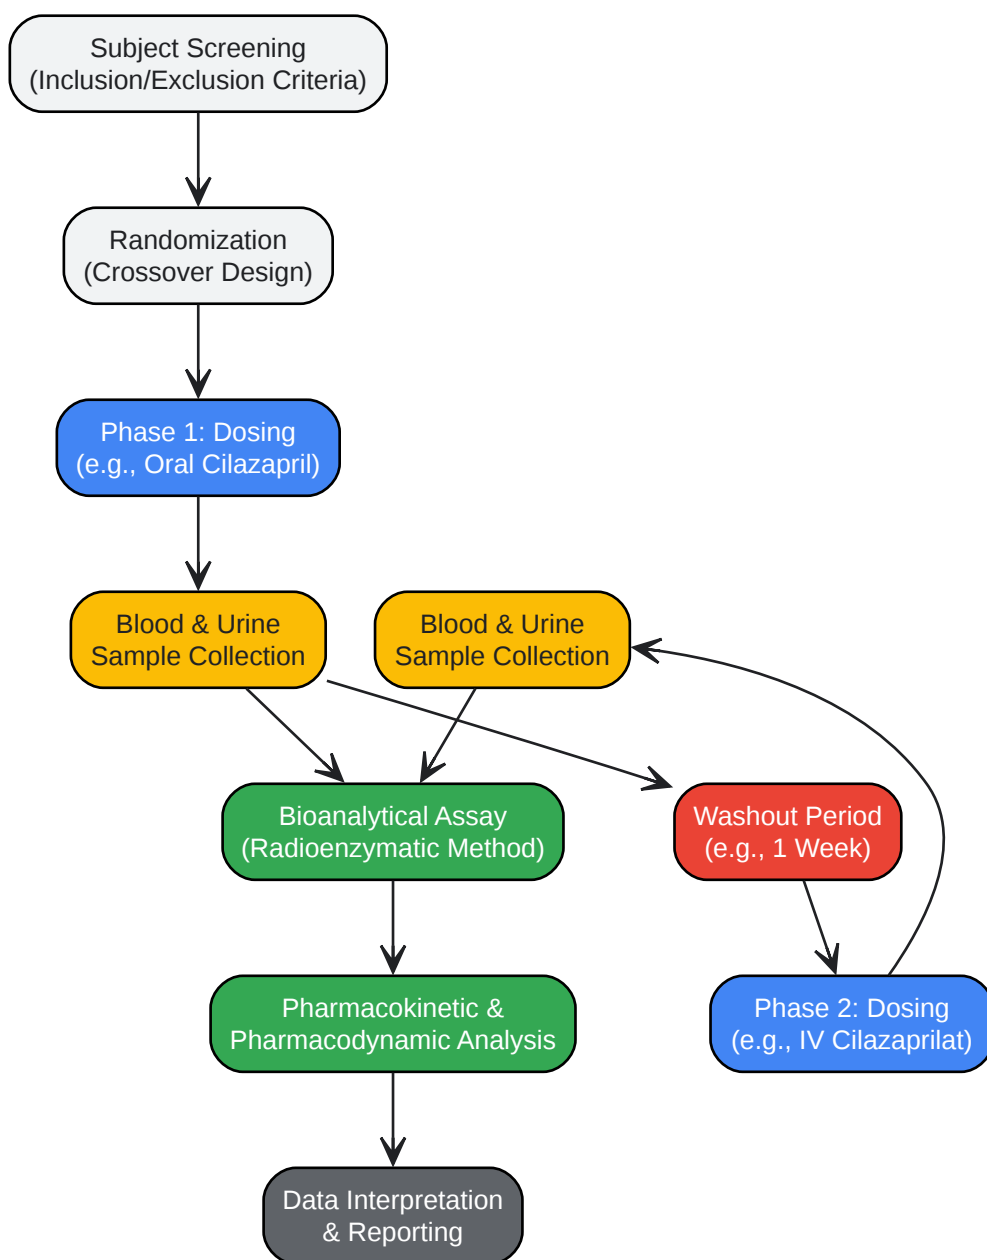 Subject Screening
(Inclusion/Exclusion Criteria)
Randomization
(Crossover Design)
Phase 1: Dosing
(e.g., Oral Cilazapril)
Blood & Urine
Sample Collection
Blood & Urine
Sample Collection
Bioanalytical Assay
(Radioenzymatic Method)
Washout Period
(e.g., 1 Week)
Pharmacokinetic &
Pharmacodynamic Analysis
Phase 2: Dosing
(e.g., IV Cilazaprilat)
Data Interpretation
& Reporting